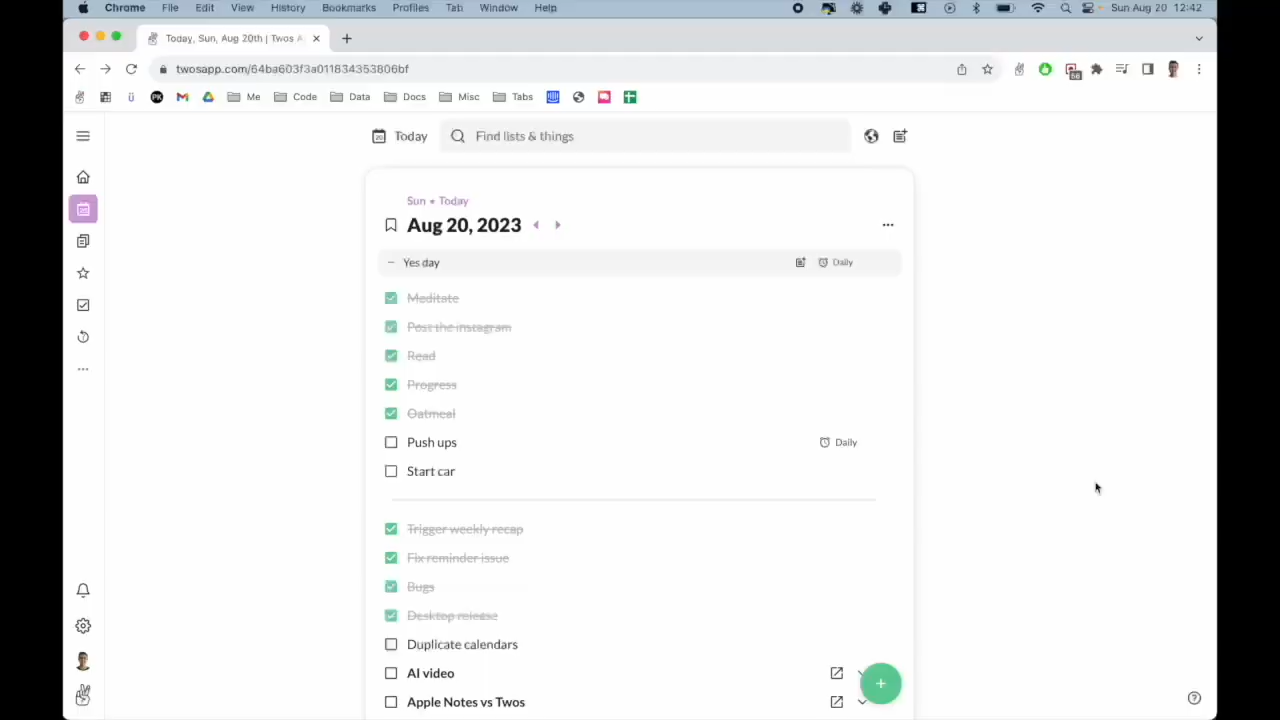 Chrome File Edit View History Bookmarks Profiles Tab Window Help Sun Aug 20 12:42
Today, Sun, Aug 20th | Twos A
twosapp.com/64ba603f3a011834353806bf
Me Code Data Docs Misc Tabs
Today Find lists & things
Sun • Today
Aug 20, 2023
Yes day Daily
Meditate
Post the instagram
Read
Progress
Oatmeal
Push ups Daily
Start car
Trigger weekly recap
Fix reminder issue
Bugs
Desktop release
Duplicate calendars
AI video
Apple Notes vs Twos